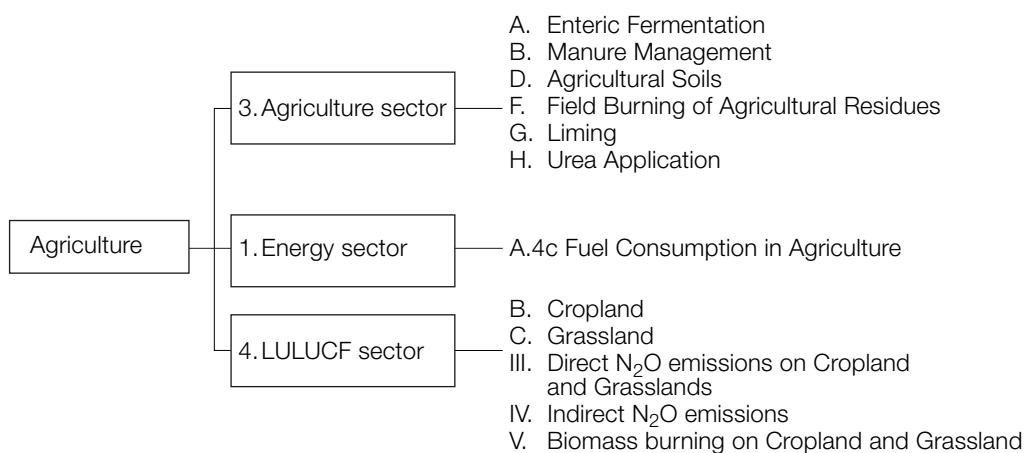 A. Enteric Fermentation
B. Manure Management
D. Agricultural Soils
F. Field Burning of Agricultural Residues
G. Liming
H. Urea Application
3. Agriculture sector
Agriculture
1. Energy sector
A.4c Fuel Consumption in Agriculture
4. LULUCF sector
B. Cropland
C. Grassland
III. Direct N₂O emissions on Cropland
and Grasslands
IV. Indirect N₂O emissions
V. Biomass burning on Cropland and Grassland